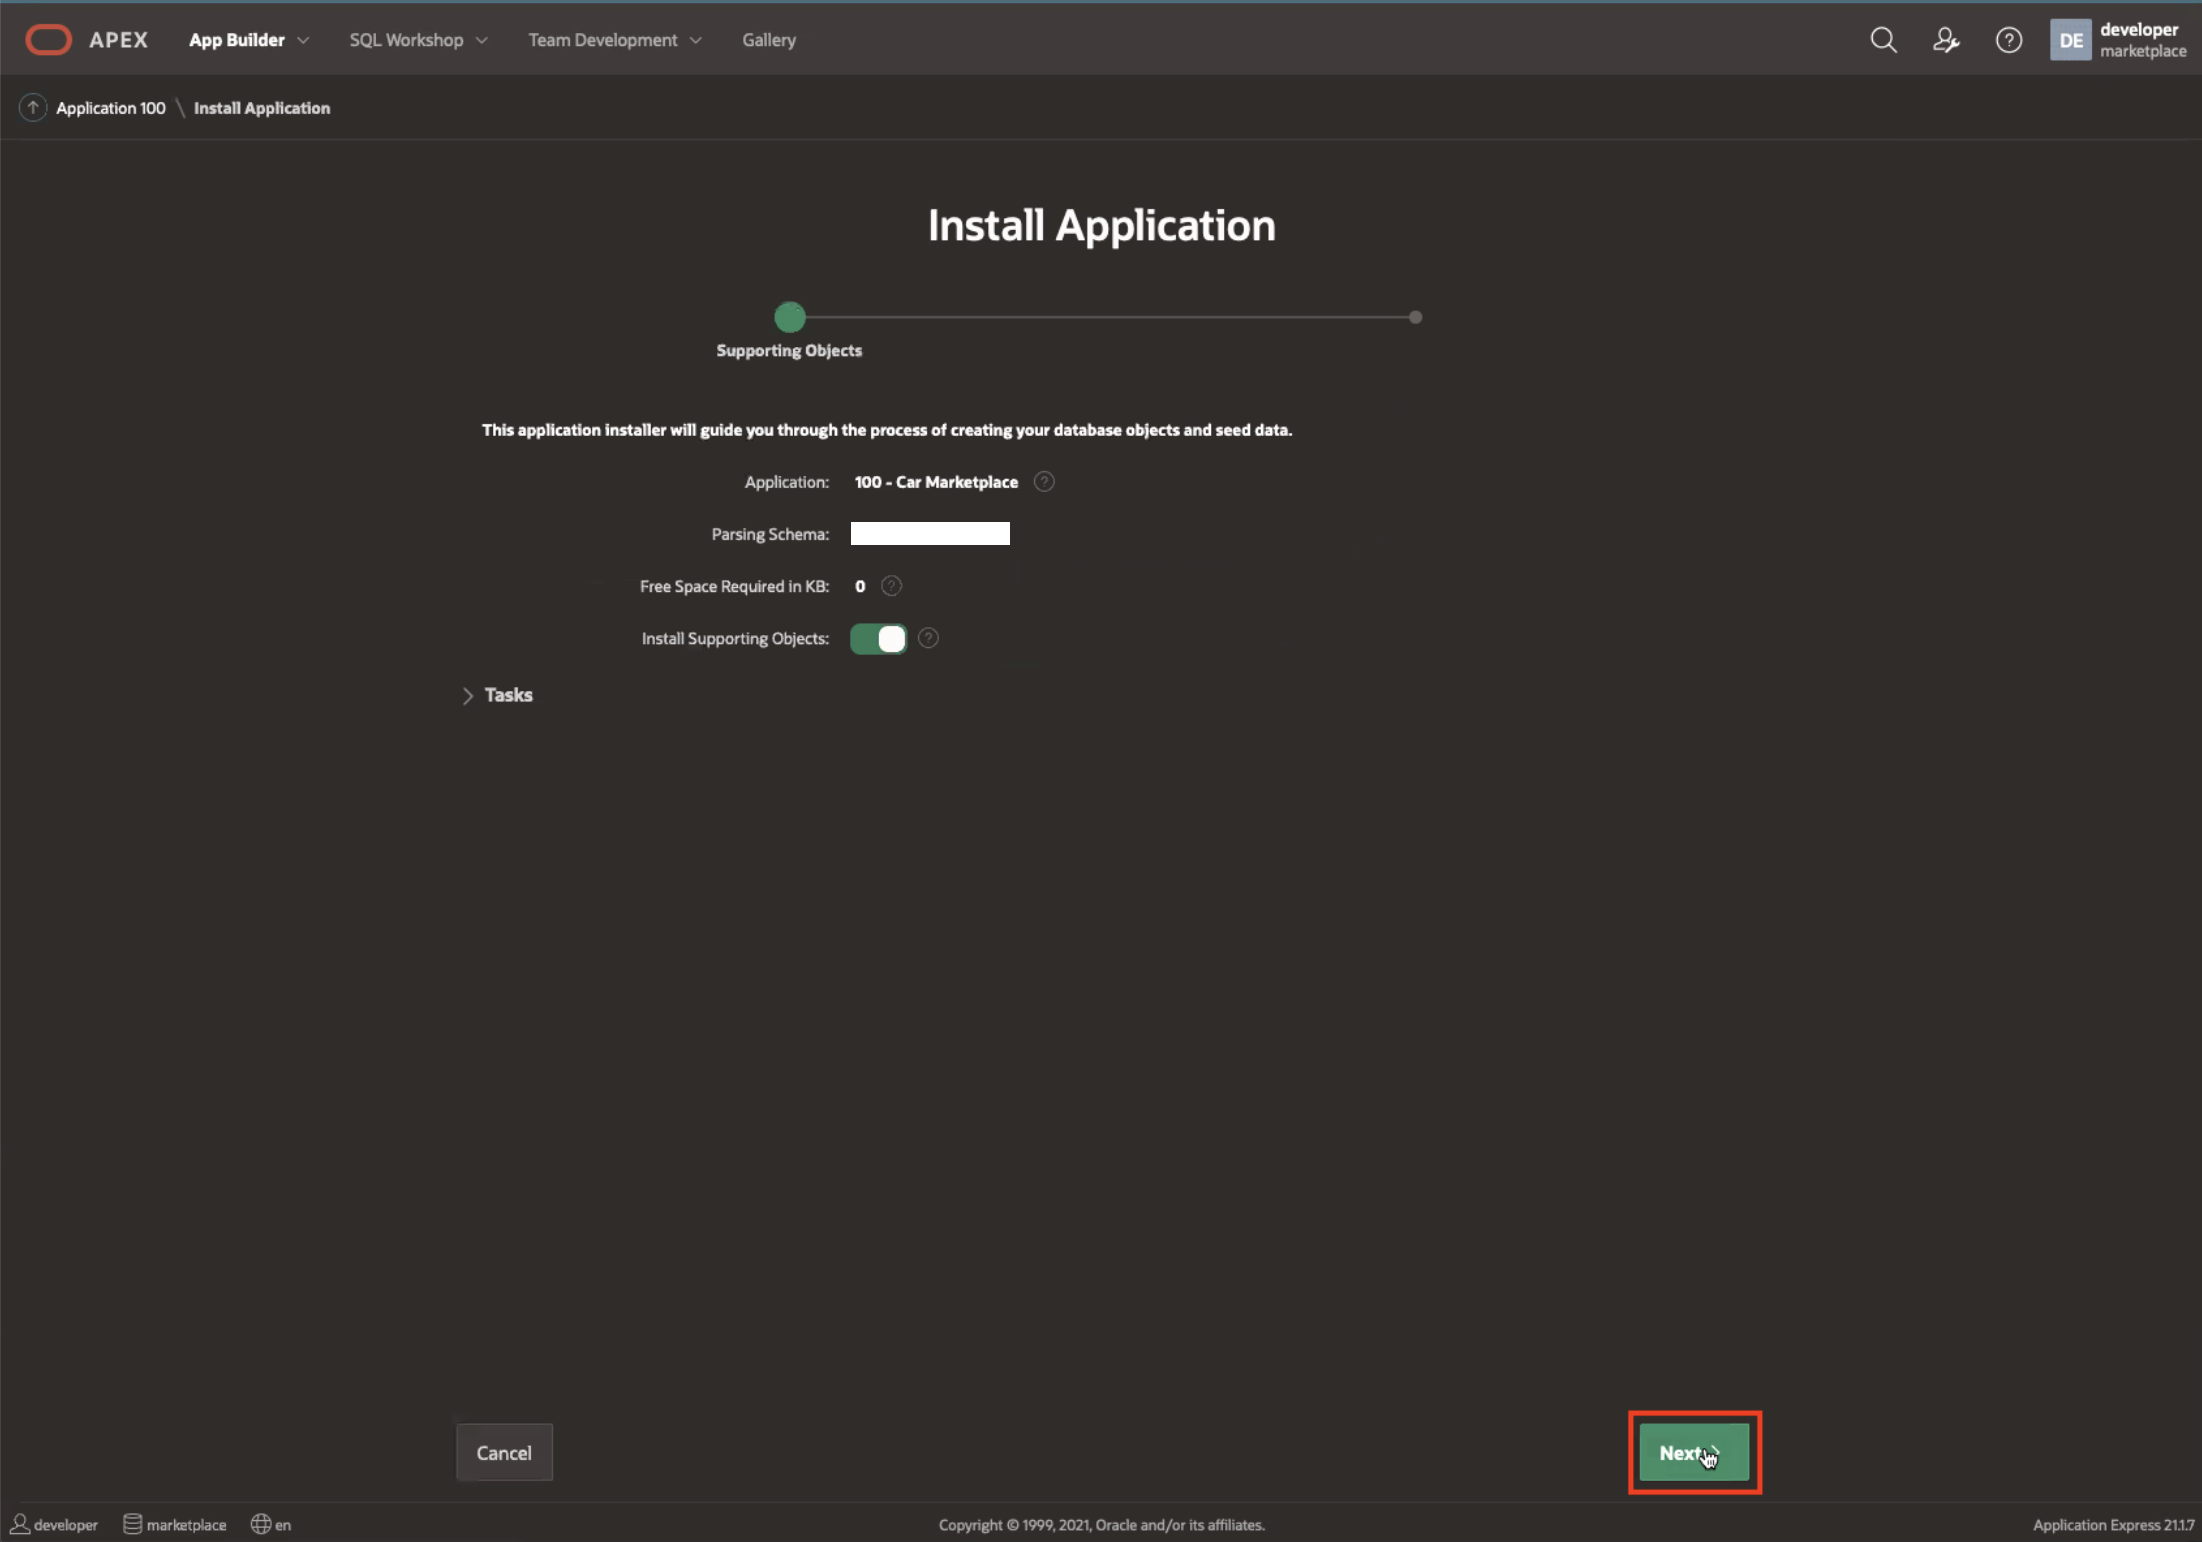 APEX App Builder SQL Workshop Team Development Gallery DE developer marketplace
Application 100 \ Install Application
Install Application
Supporting Objects
This application installer will guide you through the process of creating your database objects and seed data.
Application: 100 - Car Marketplace
Parsing Schema:
Free Space Required in KB: 0
Install Supporting Objects:
Tasks
Cancel Next
developer marketplace en Copyright © 1999, 2021, Oracle and/or its affiliates. Application Express 21.1.7